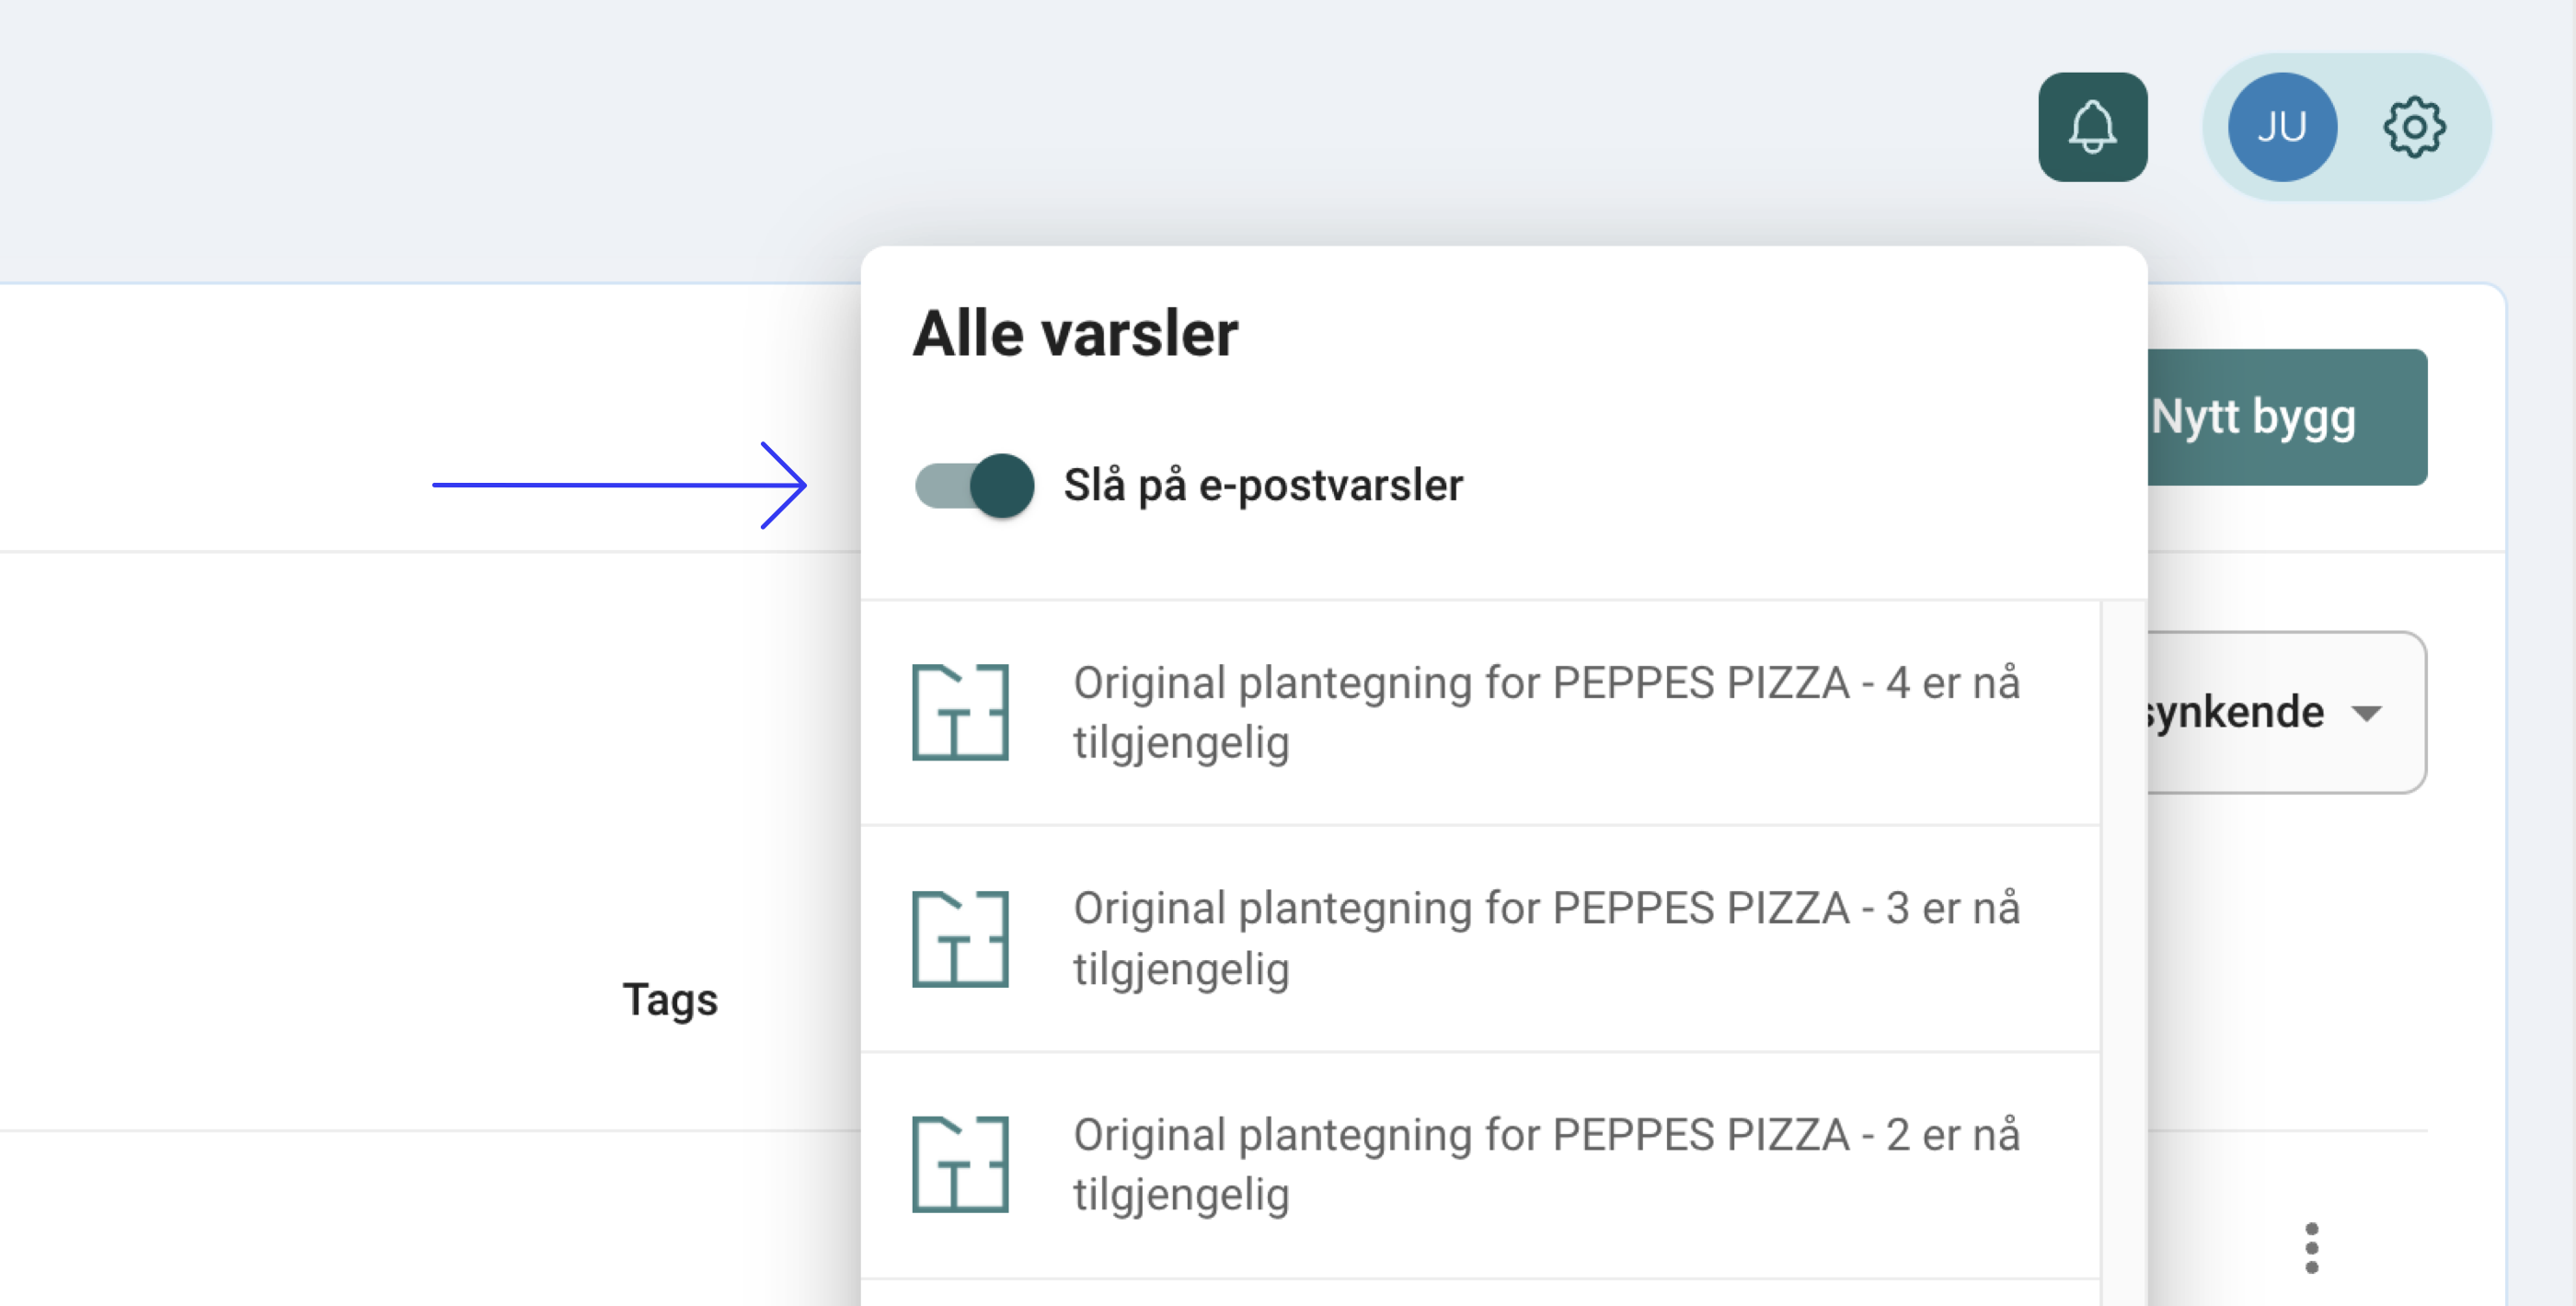 JU
Alle varsler
Nytt bygg
Slå på e-postvarsler
Original plantegning for PEPPES PIZZA - 4 er nå
tilgjengelig
synkende
Original plantegning for PEPPES PIZZA - 3 er nå
tilgjengelig
Tags
Original plantegning for PEPPES PIZZA - 2 er nå
tilgjengelig